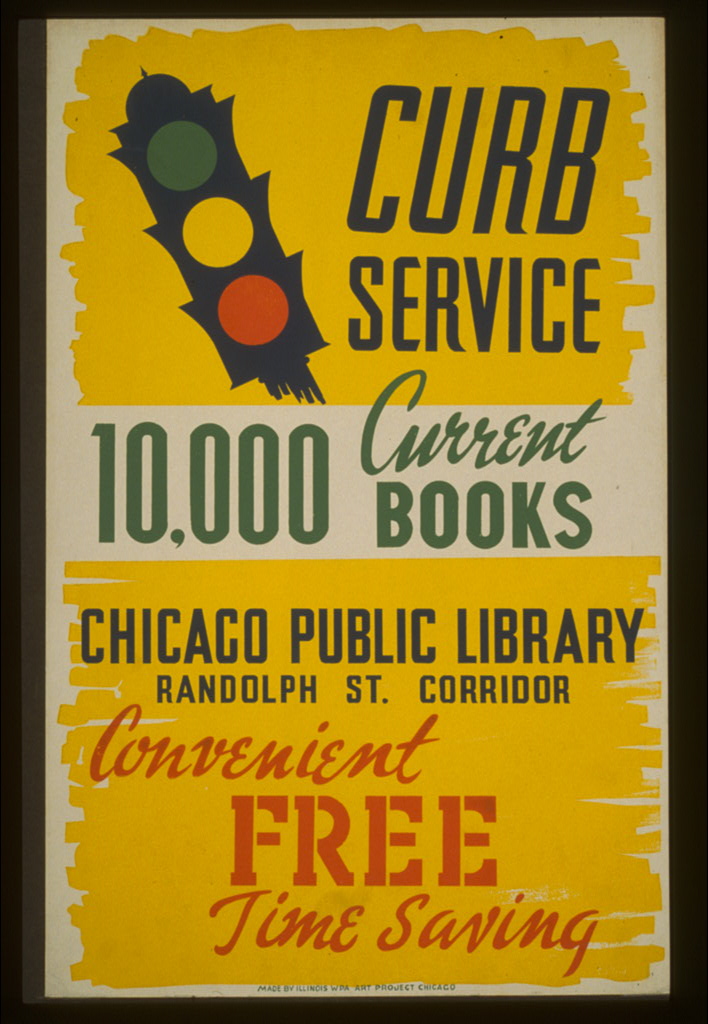 CURB
SERVICE
10,000 Current
BOOKS
CHICAGO PUBLIC LIBRARY
RANDOLPH ST. CORRIDOR
Convenient
FREE
Time Saving
MADE BY ILLINOIS WPA ART PROJECT CHICAGO